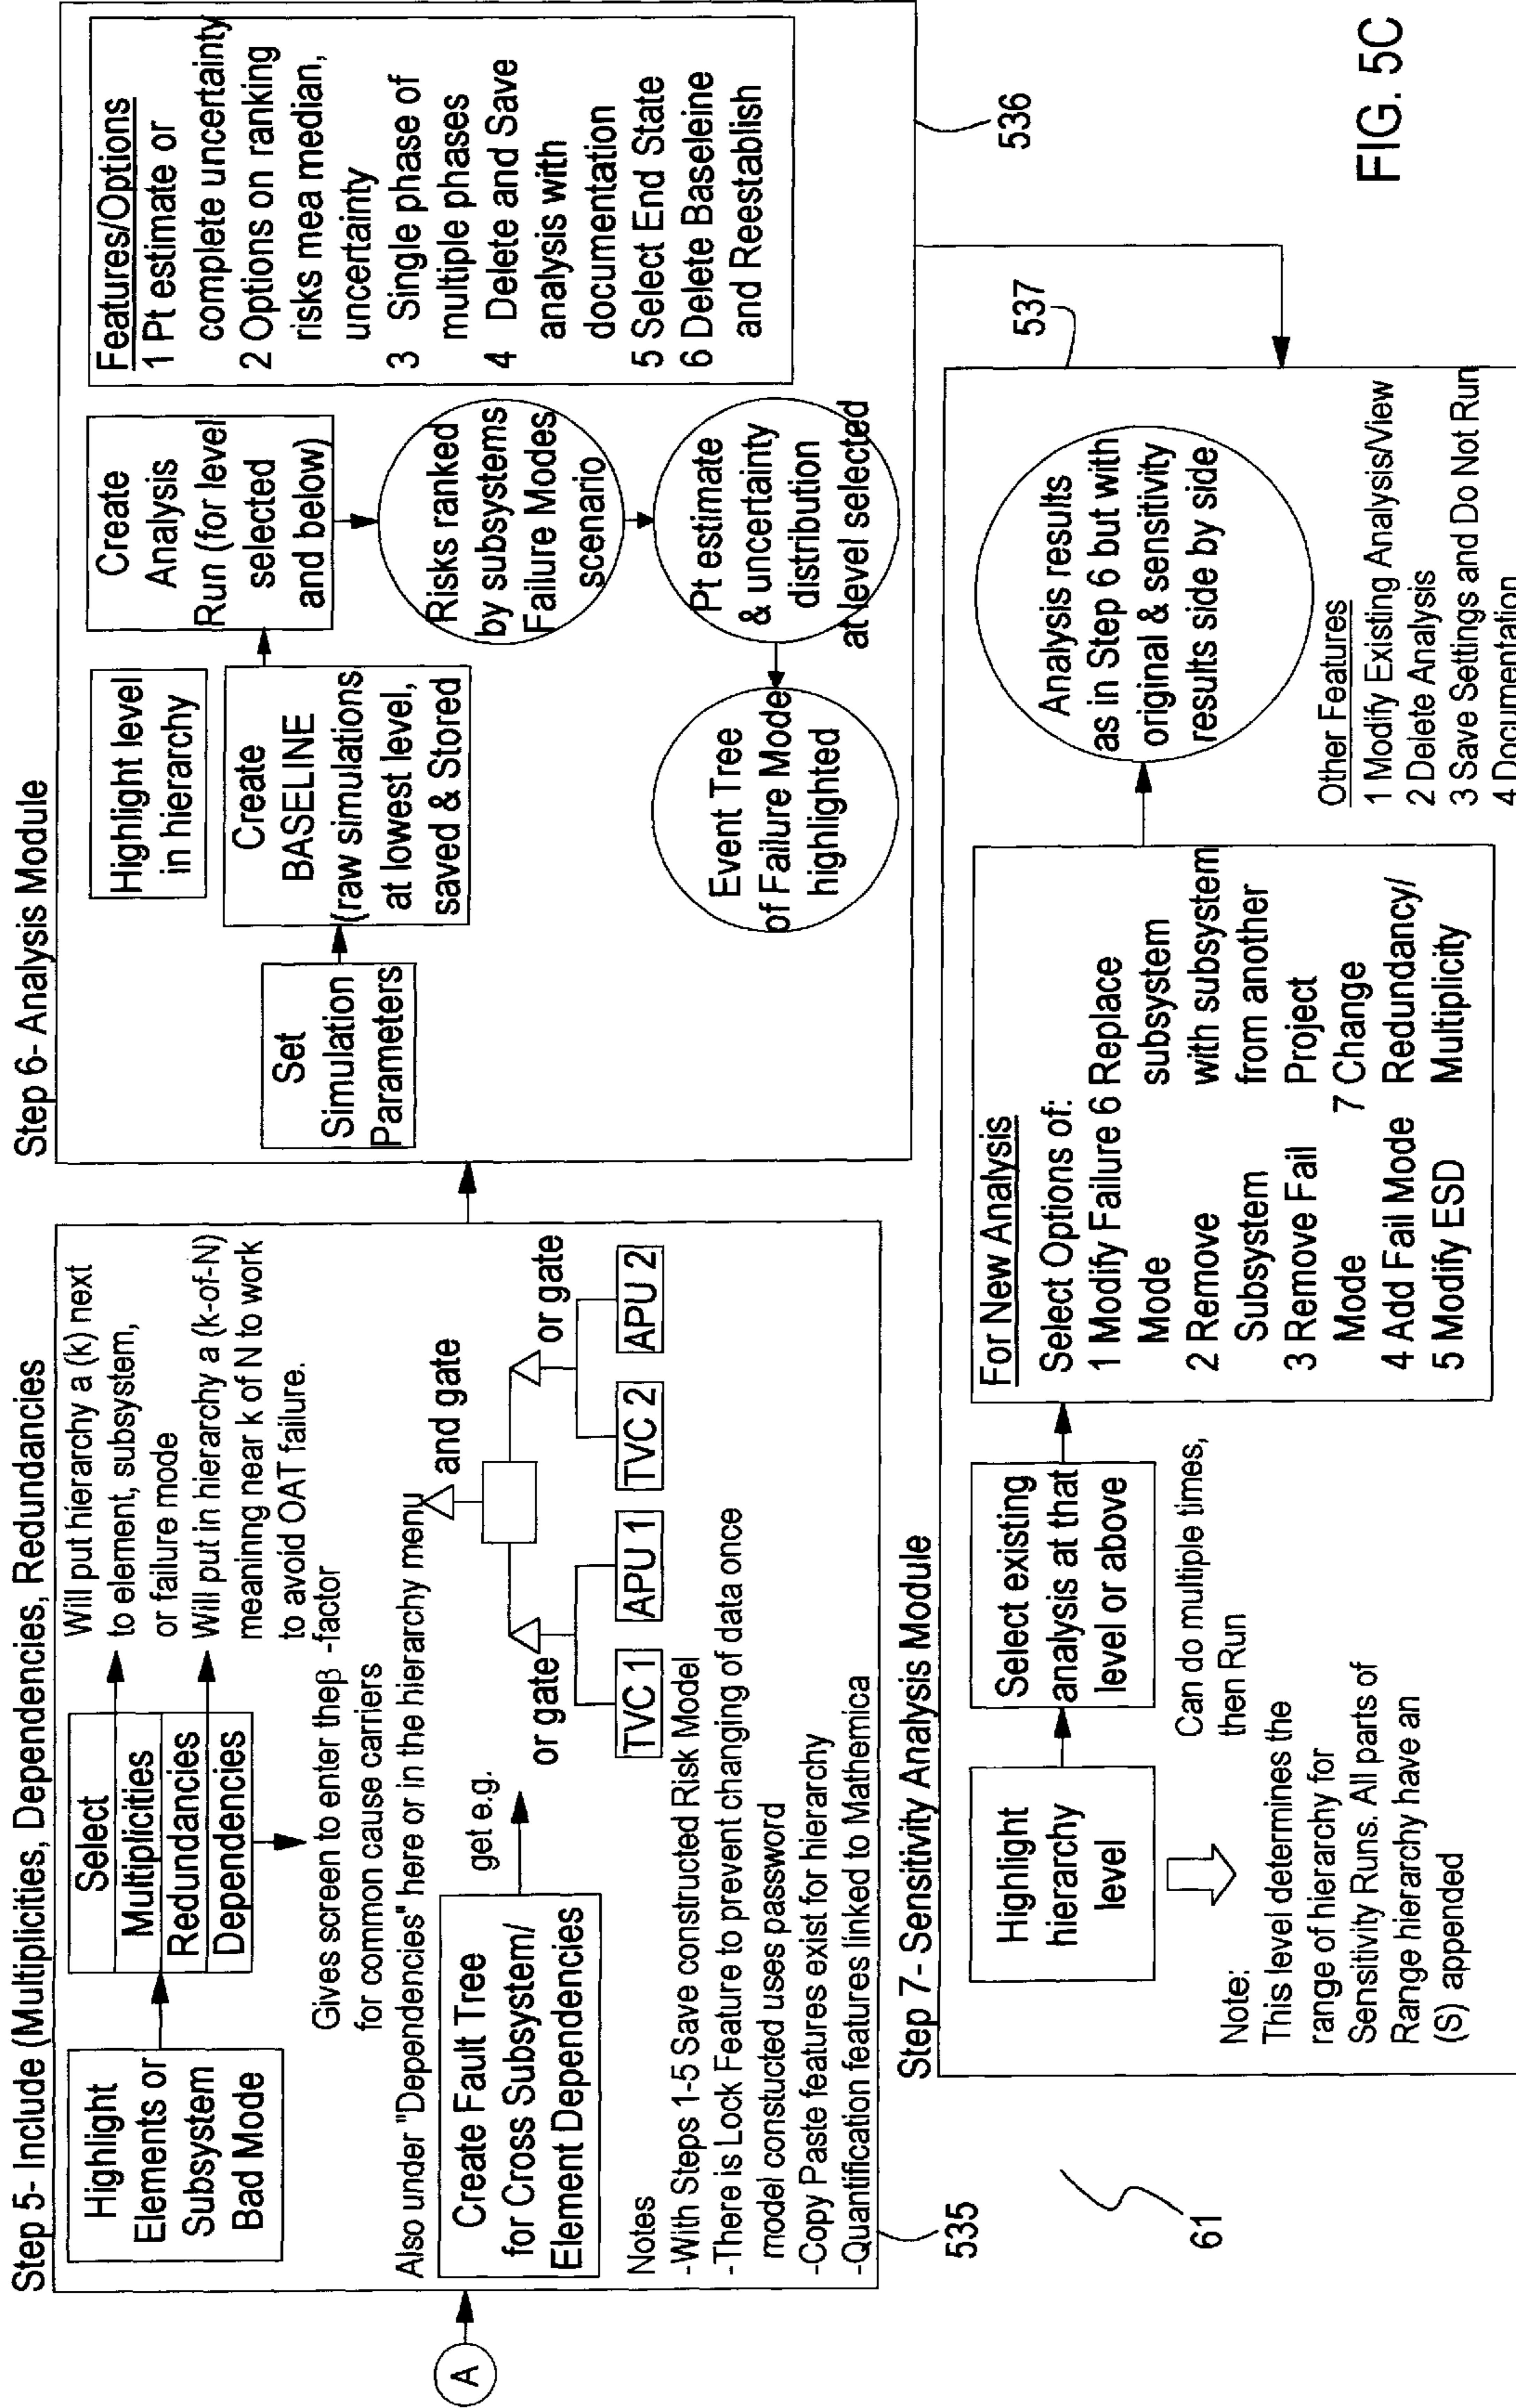 Step 5- Include (Multiplicities, Dependencies, Redundancies
Highlight
Elements or
Subsystem
Bad Mode
Select
Multiplicities
Redundancies
Dependencies
Will put hierarchy a (k) next
to element, subsystem,
or failure mode
Will put in hierarchy a (k-of-N)
meanining near k of N to work
to avoid OAT failure.
Gives screen to enter theβ -factor
for common cause carriers
Also under "Dependencies" here or in the hierarchy menu
A
Create Fault Tree
for Cross Subsystem/
Element Dependencies
get e.g.
and gate
or gate
or gate
TVC 1
APU 1
TVC 2
APU 2
Notes
-With Steps 1-5 Save constructed Risk Model
-There is Lock Feature to prevent changing of data once
model constucted uses password
-Copy Paste features exist for hierarchy
-Quantification features linked to Mathemica
535
Step 6- Analysis Module
Set
Simulation
Parameters
Highlight level
in hierarchy
Create
BASELINE
(raw simulations
at lowest level,
saved & Stored
Create
Analysis
Run (for level
selected
and below)
Risks ranked
by subsystems
Failure Modes
scenario
Pt estimate
& uncertainty
distribution
at level selected
Event Tree
of Failure Mode
highlighted
Features/Options
1 Pt estimate or
complete uncertainty
2 Options on ranking
risks mea median,
uncertainty
3 Single phase of
multiple phases
4 Delete and Save
analysis with
documentation
5 Select End State
6 Delete Baseleine
and Reestablish
536
Step 7- Sensitivity Analysis Module
Highlight
hierarchy
level
Select existing
analysis at that
level or above
Can do multiple times,
then Run
Note:
This level determines the
range of hierarchy for
Sensitivity Runs. All parts of
Range hierarchy have an
(S) appended
For New Analysis
Select Options of:
1 Modify Failure
Mode
2 Remove
Subsystem
3 Remove Fail
Mode
4 Add Fail Mode
5 Modify ESD
6 Replace
subsystem
with subsystem
from another
Project
7 Change
Redundancy/
Multiplicity
Analysis results
as in Step 6 but with
original & sensitivity
results side by side
Other Features
1 Modify Existing Analysis/View
2 Delete Analysis
3 Save Settings and Do Not Run
4 Documentation
537
61
FIG. 5C